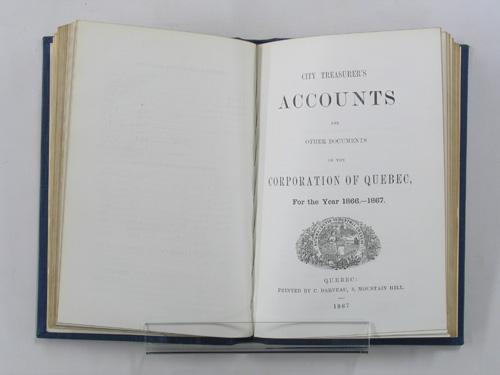 CITY TREASURER'S
ACCOUNTS
AND
OTHER DOCUMENTS
OF THE
CORPORATION OF QUEBEC,
For the Year 1866.—1867.
QUEBEC:
PRINTED BY C. DARVEAU, 8, MOUNTAIN HILL.
1867